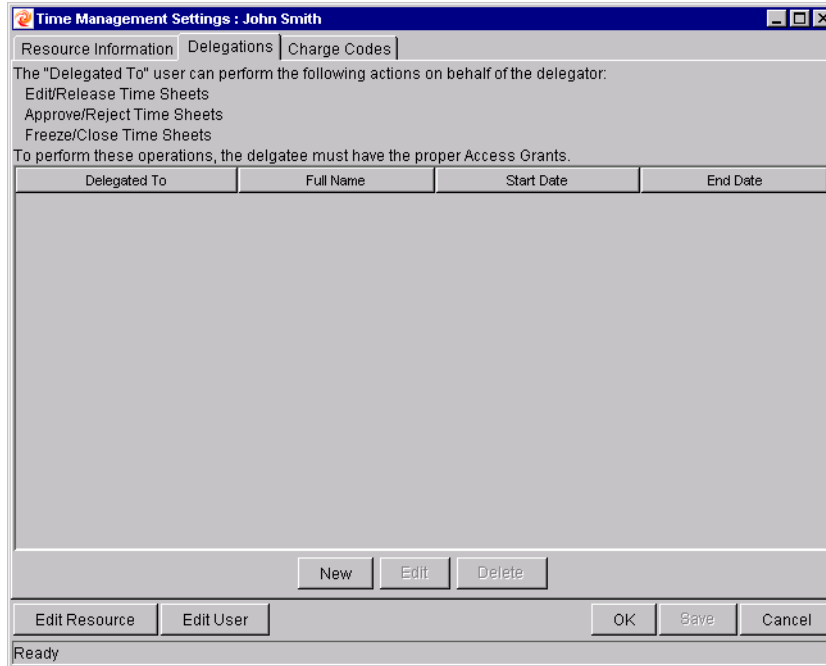 Time Management Settings : John Smith
Resource Information Delegations Charge Codes
The "Delegated To" user can perform the following actions on behalf of the delegator:
Edit/Release Time Sheets
Approve/Reject Time Sheets
Freeze/Close Time Sheets
To perform these operations, the delgatee must have the proper Access Grants.
Delegated To Full Name Start Date End Date
New Edit Delete
Edit Resource Edit User OK Save Cancel
Ready